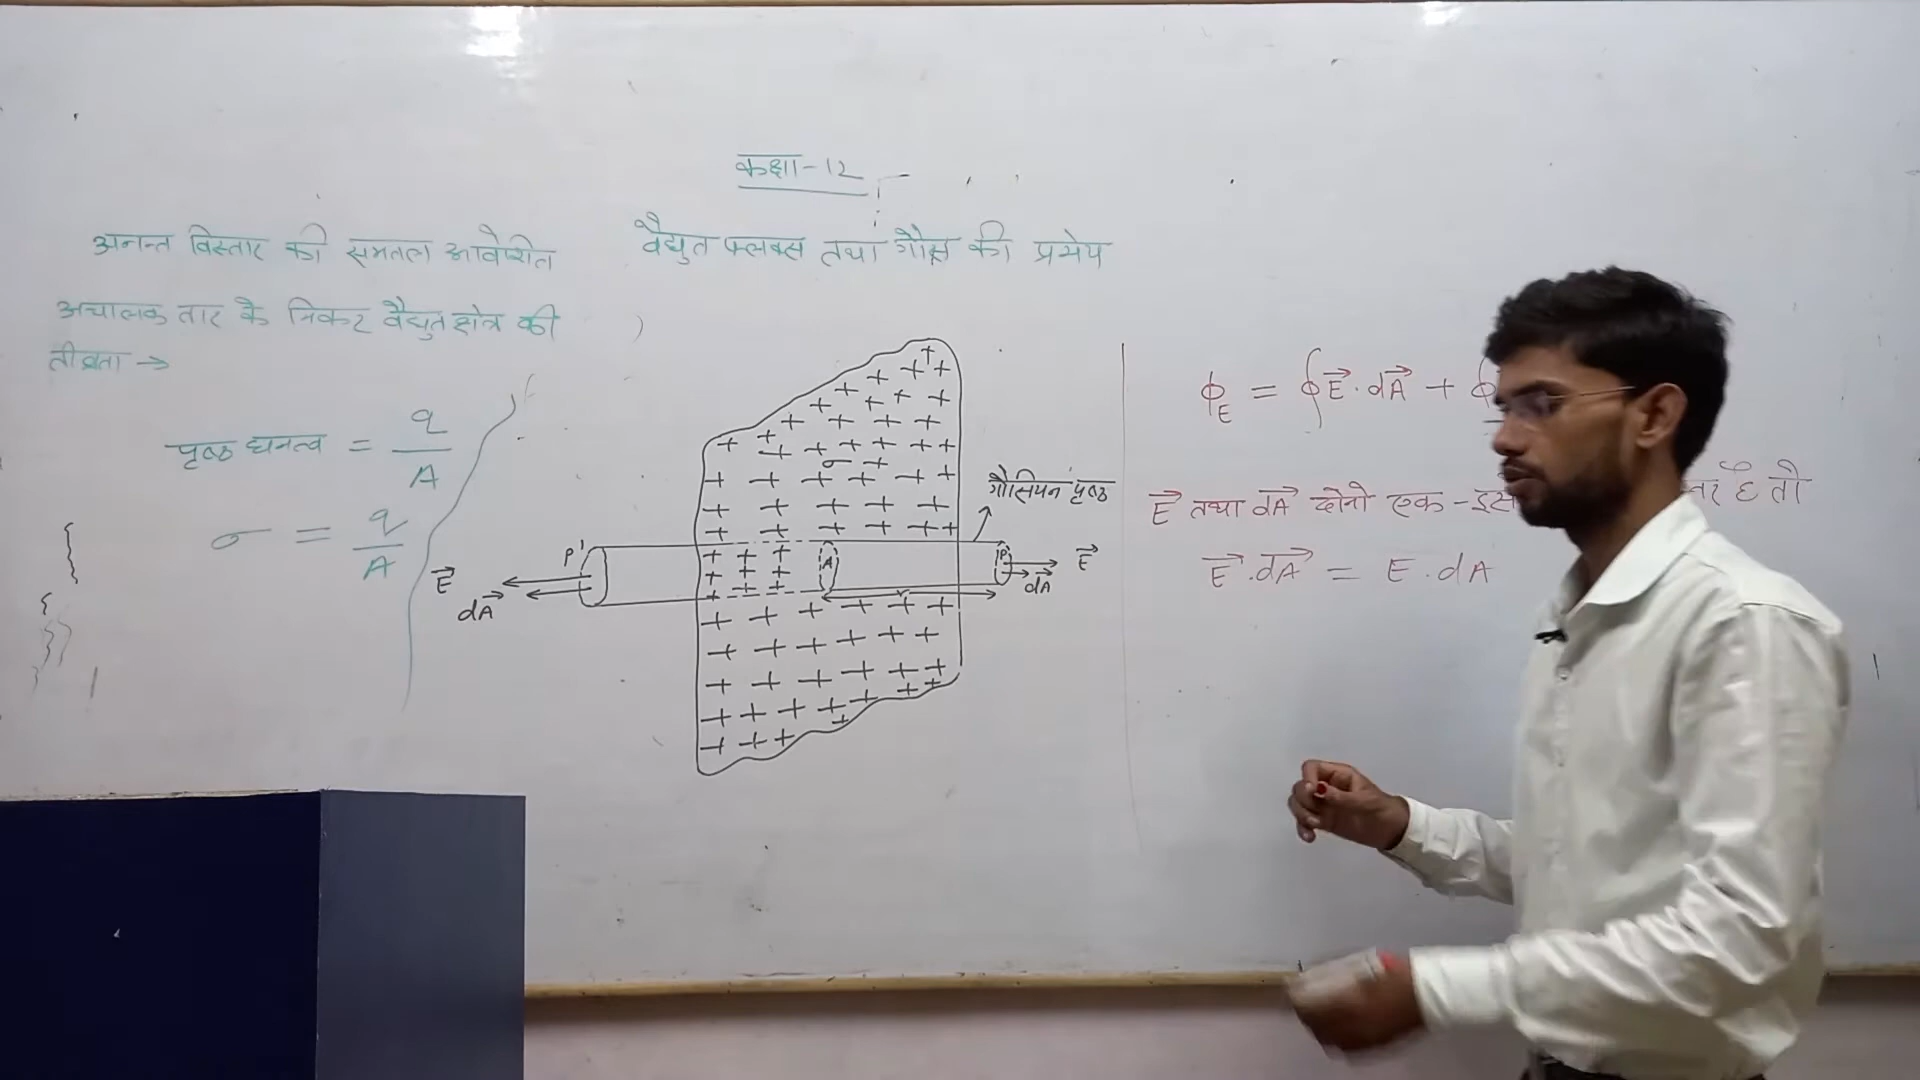 कक्षा-12
वैद्युत फ्लक्स तथा गौस की प्रमेय
अनन्त विस्तार की समतल आवेशित
अचालक तार के निकट वैद्युत क्षेत्र की
तीव्रता →
पृष्ठ घनत्व = q/A
σ = q/A
σ
गौसियन पृष्ठ
P'
A
P
E⃗
dA⃗
E⃗
dA⃗
ϕ_E = ∮E⃗.dA⃗ + ∮
E⃗ तथा dA⃗ दोनो एक-
है तो
E⃗.dA⃗ = E.dA